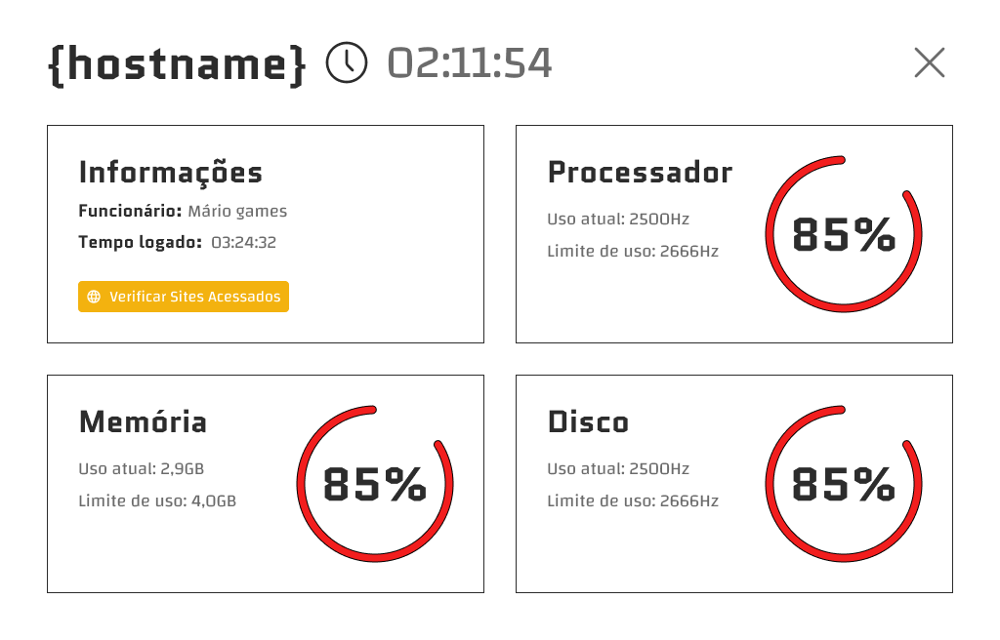 {hostname} 02:11:54
Informações
Funcionário: Mário games
Tempo logado: 03:24:32
Verificar Sites Acessados
Processador
Uso atual: 2500Hz
Limite de uso: 2666Hz
85%
Memória
Uso atual: 2,9GB
Limite de uso: 4,0GB
85%
Disco
Uso atual: 2500Hz
Limite de uso: 2666Hz
85%